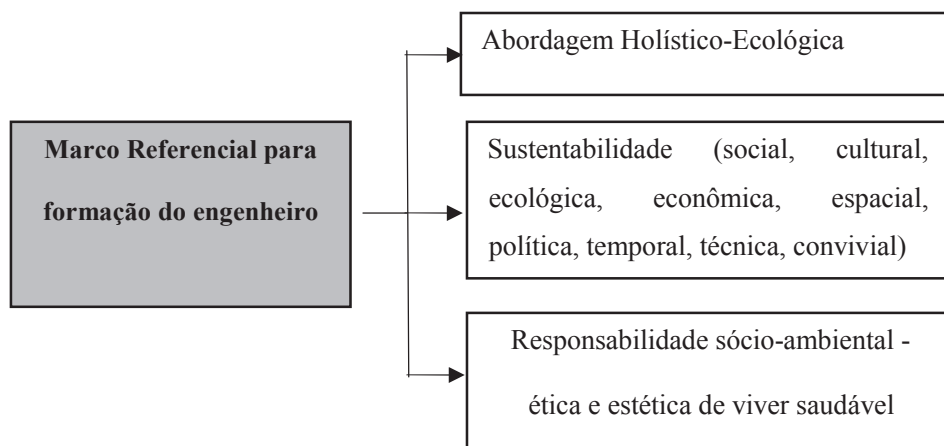 Abordagem Holístico-Ecológica
Marco Referencial para
formação do engenheiro
Sustentabilidade (social, cultural,
ecológica, econômica, espacial,
política, temporal, técnica, convivial)
Responsabilidade sócio-ambiental -
ética e estética de viver saudável